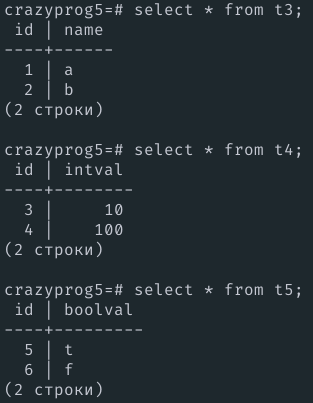 crazyprog5=# select * from t3;
 id | name
----+------
  1 | a
  2 | b
(2 строки)

crazyprog5=# select * from t4;
 id | intval
----+--------
  3 |     10
  4 |    100
(2 строки)

crazyprog5=# select * from t5;
 id | boolval
----+---------
  5 | t
  6 | f
(2 строки)